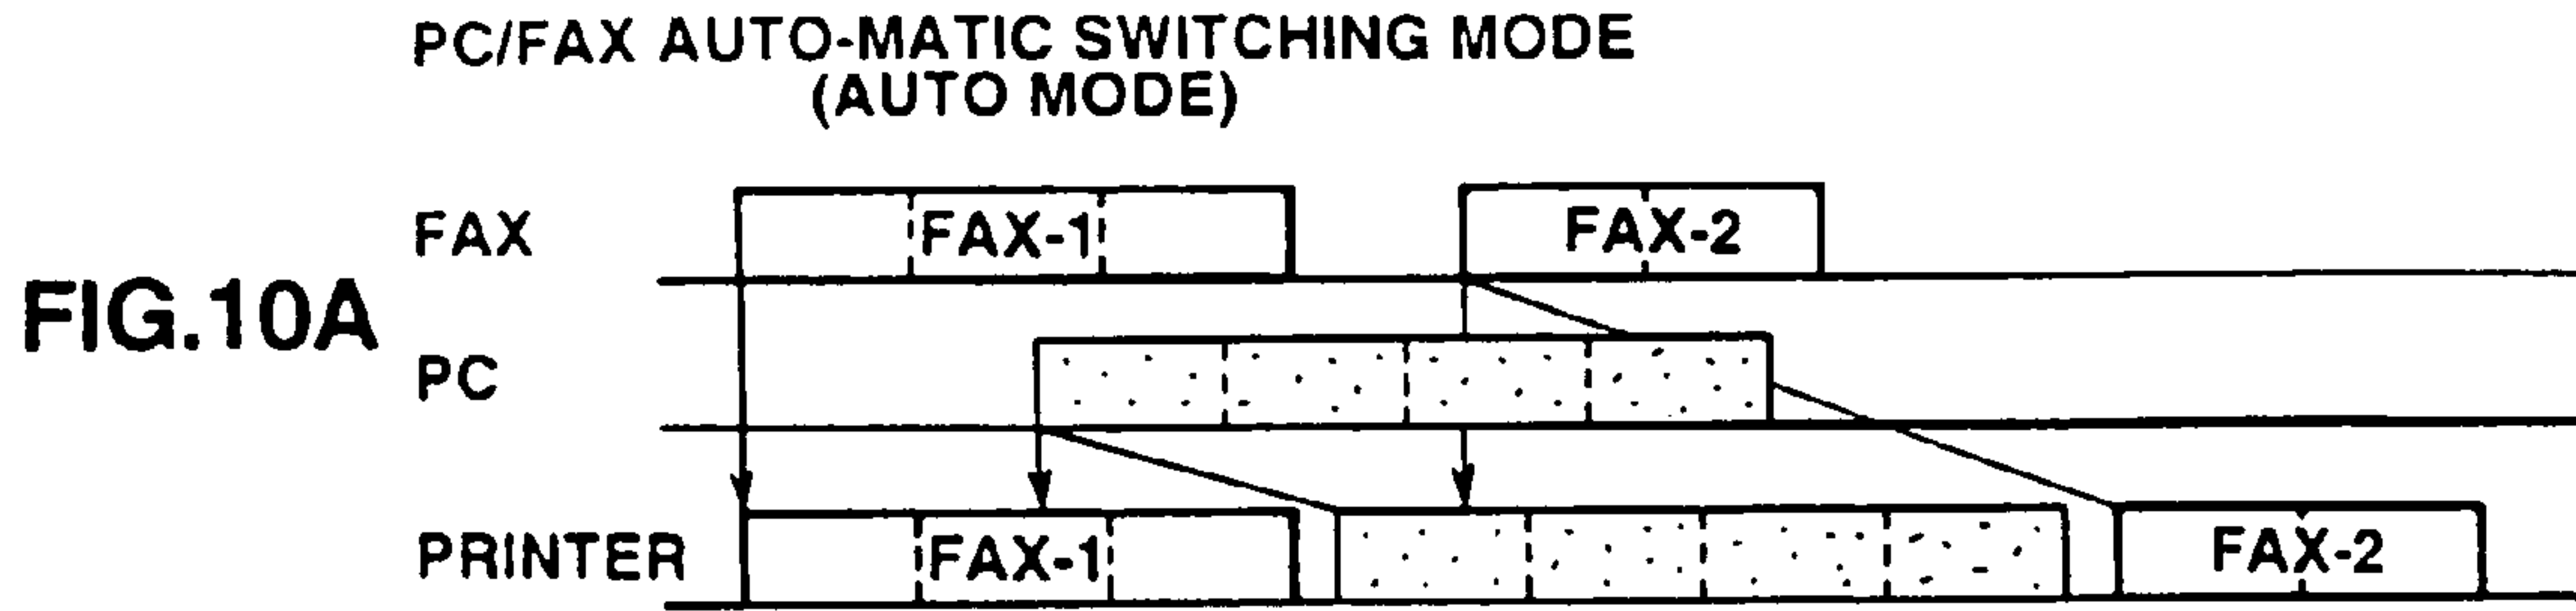 PC/FAX AUTO-MATIC SWITCHING MODE
(AUTO MODE)
FAX
FAX-1
FAX-2
FIG.10A
PC
PRINTER
FAX-1
FAX-2